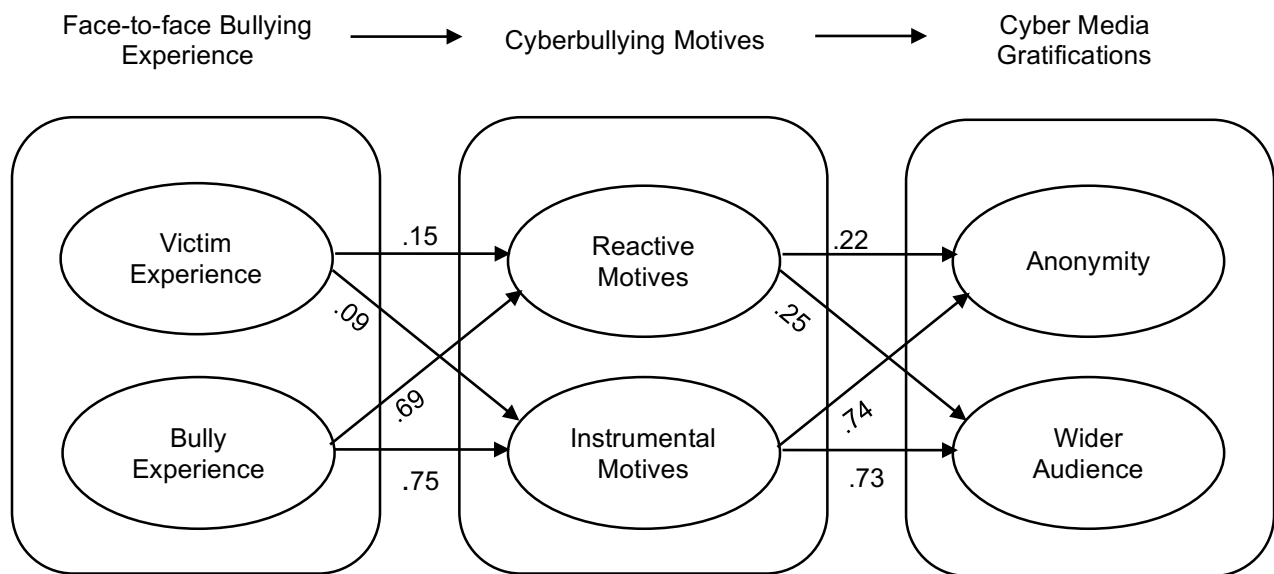 Face-to-face Bullying
Experience
Cyberbullying Motives
Cyber Media
Gratifications
Victim
Experience
.15
Reactive
Motives
.22
Anonymity
.09
.25
.69
.74
Bully
Experience
.75
Instrumental
Motives
.73
Wider
Audience